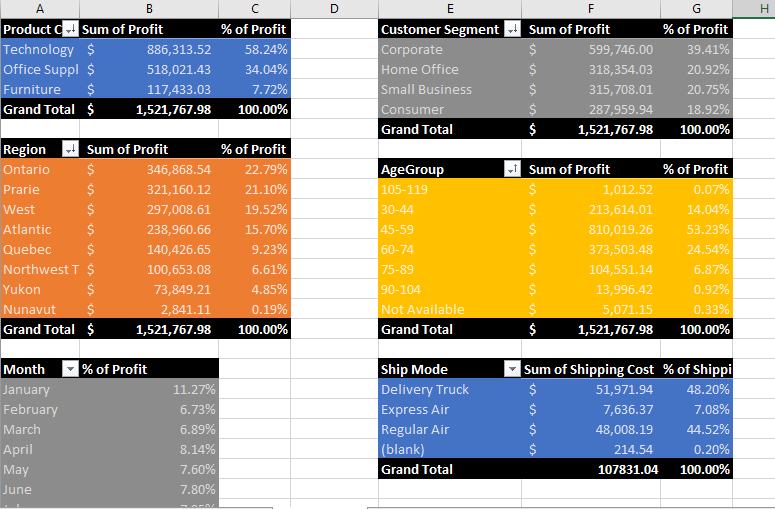 A B C D E F G H
Product C Sum of Profit % of Profit
Technology $ 886,313.52 58.24%
Office Suppl $ 518,021.43 34.04%
Furniture $ 117,433.03 7.72%
Grand Total $ 1,521,767.98 100.00%
Customer Segment Sum of Profit % of Profit
Corporate $ 599,746.00 39.41%
Home Office $ 318,354.03 20.92%
Small Business $ 315,708.01 20.75%
Consumer $ 287,959.94 18.92%
Grand Total $ 1,521,767.98 100.00%
Region Sum of Profit % of Profit
Ontario $ 346,868.54 22.79%
Prarie $ 321,160.12 21.10%
West $ 297,008.61 19.52%
Atlantic $ 238,960.66 15.70%
Quebec $ 140,426.65 9.23%
Northwest T $ 100,653.08 6.61%
Yukon $ 73,849.21 4.85%
Nunavut $ 2,841.11 0.19%
Grand Total $ 1,521,767.98 100.00%
AgeGroup Sum of Profit % of Profit
105-119 $ 1,012.52 0.07%
30-44 $ 213,614.01 14.04%
45-59 $ 810,019.26 53.23%
60-74 $ 373,503.48 24.54%
75-89 $ 104,551.14 6.87%
90-104 $ 13,996.42 0.92%
Not Available $ 5,071.15 0.33%
Grand Total $ 1,521,767.98 100.00%
Month % of Profit
January 11.27%
February 6.73%
March 6.89%
April 8.14%
May 7.60%
June 7.80%
Ship Mode Sum of Shipping Cost % of Shippi
Delivery Truck $ 51,971.94 48.20%
Express Air $ 7,636.37 7.08%
Regular Air $ 48,008.19 44.52%
(blank) $ 214.54 0.20%
Grand Total 107831.04 100.00%